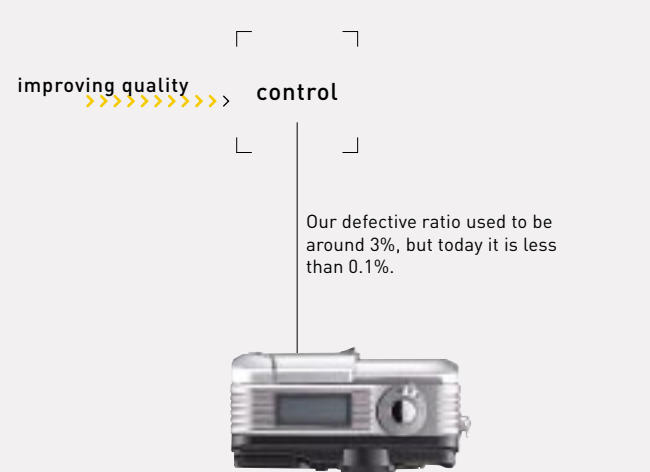 improving quality
control
Our defective ratio used to be
around 3%, but today it is less
than 0.1%.